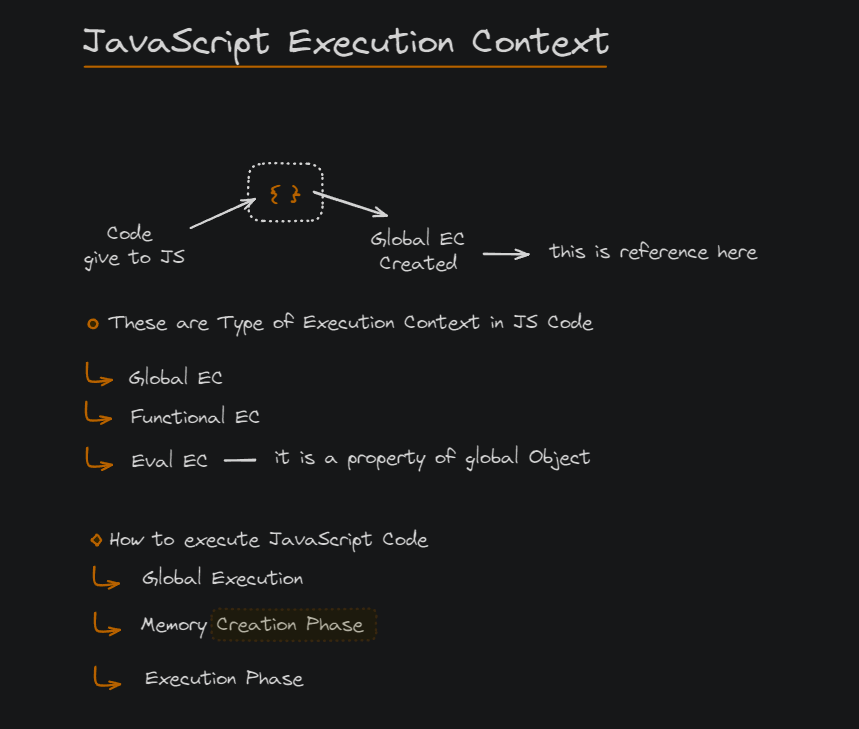 JavaScript Execution Context
{ }
Code
give to JS
Global EC
Created
this is reference here
These are Type of Execution Context in JS Code
Global EC
Functional EC
Eval EC — it is a property of global Object
How to execute JavaScript Code
Global Execution
Memory Creation Phase
Execution Phase